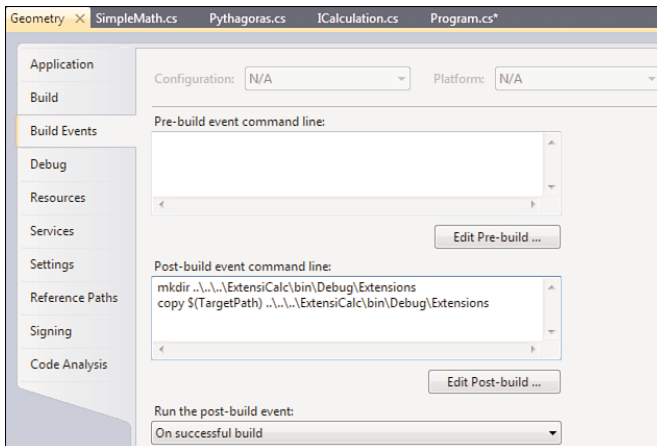 Geometry × SimpleMath.cs Pythagoras.cs ICalculation.cs Program.cs*
Application
Build
Build Events
Debug
Resources
Services
Settings
Reference Paths
Signing
Code Analysis
Configuration: N/A Platform: N/A
Pre-build event command line:
Edit Pre-build ...
Post-build event command line:
mkdir ..\..\..\ExtensiCalc\bin\Debug\Extensions
copy $(TargetPath) ..\..\..\ExtensiCalc\bin\Debug\Extensions
Edit Post-build ...
Run the post-build event:
On successful build